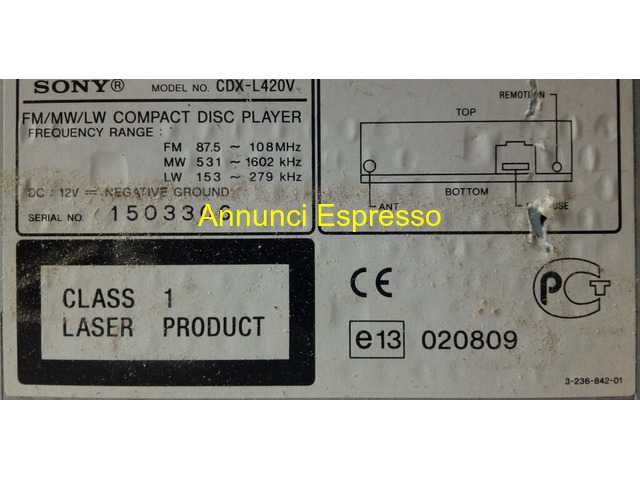 SONY® MODEL NO. CDX-L420V
FM/MW/LW COMPACT DISC PLAYER
FREQUENCY RANGE :
FM 87.5 ~ 108MHz
MW 531 ~ 1602 kHz
LW 153 ~ 279 kHz
DC : 12V NEGATIVE GROUND
SERIAL NO.
Annunci Espresso
REMOTE IN
TOP
ANT
BOTTOM
CLASS 1
LASER PRODUCT
CE
PCT
e13 020809
3-236-842-01